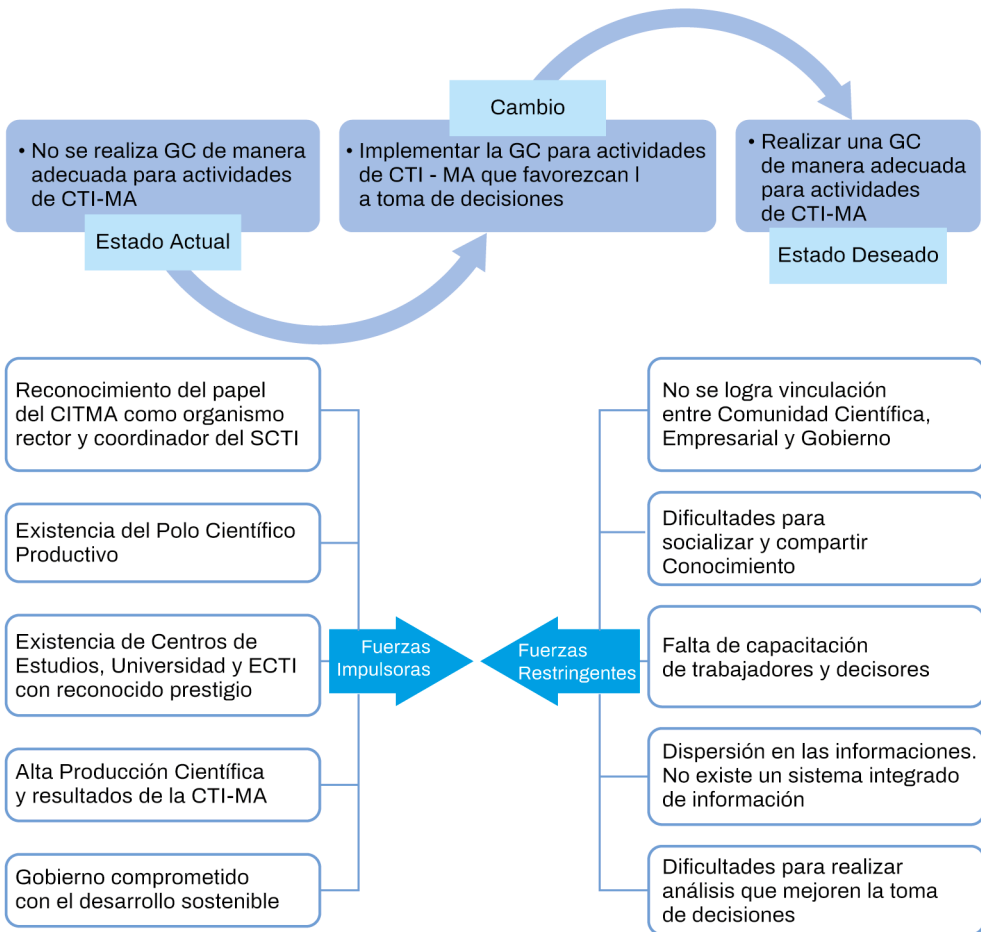 • No se realiza GC de manera
adecuada para actividades
de CTI-MA
Estado Actual
Cambio
• Implementar la GC para actividades
de CTI - MA que favorezcan l
a toma de decisiones
• Realizar una GC
de manera adecuada
para actividades
de CTI-MA
Estado Deseado
Reconocimiento del papel
del CITMA como organismo
rector y coordinador del SCTI
Existencia del Polo Científico
Productivo
Existencia de Centros de
Estudios, Universidad y ECTI
con reconocido prestigio
Alta Producción Científica
y resultados de la CTI-MA
Gobierno comprometido
con el desarrollo sostenible
Fuerzas
Impulsoras
Fuerzas
Restringentes
No se logra vinculación
entre Comunidad Científica,
Empresarial y Gobierno
Dificultades para
socializar y compartir
Conocimiento
Falta de capacitación
de trabajadores y decisores
Dispersión en las informaciones.
No existe un sistema integrado
de información
Dificultades para realizar
análisis que mejoren la toma
de decisiones